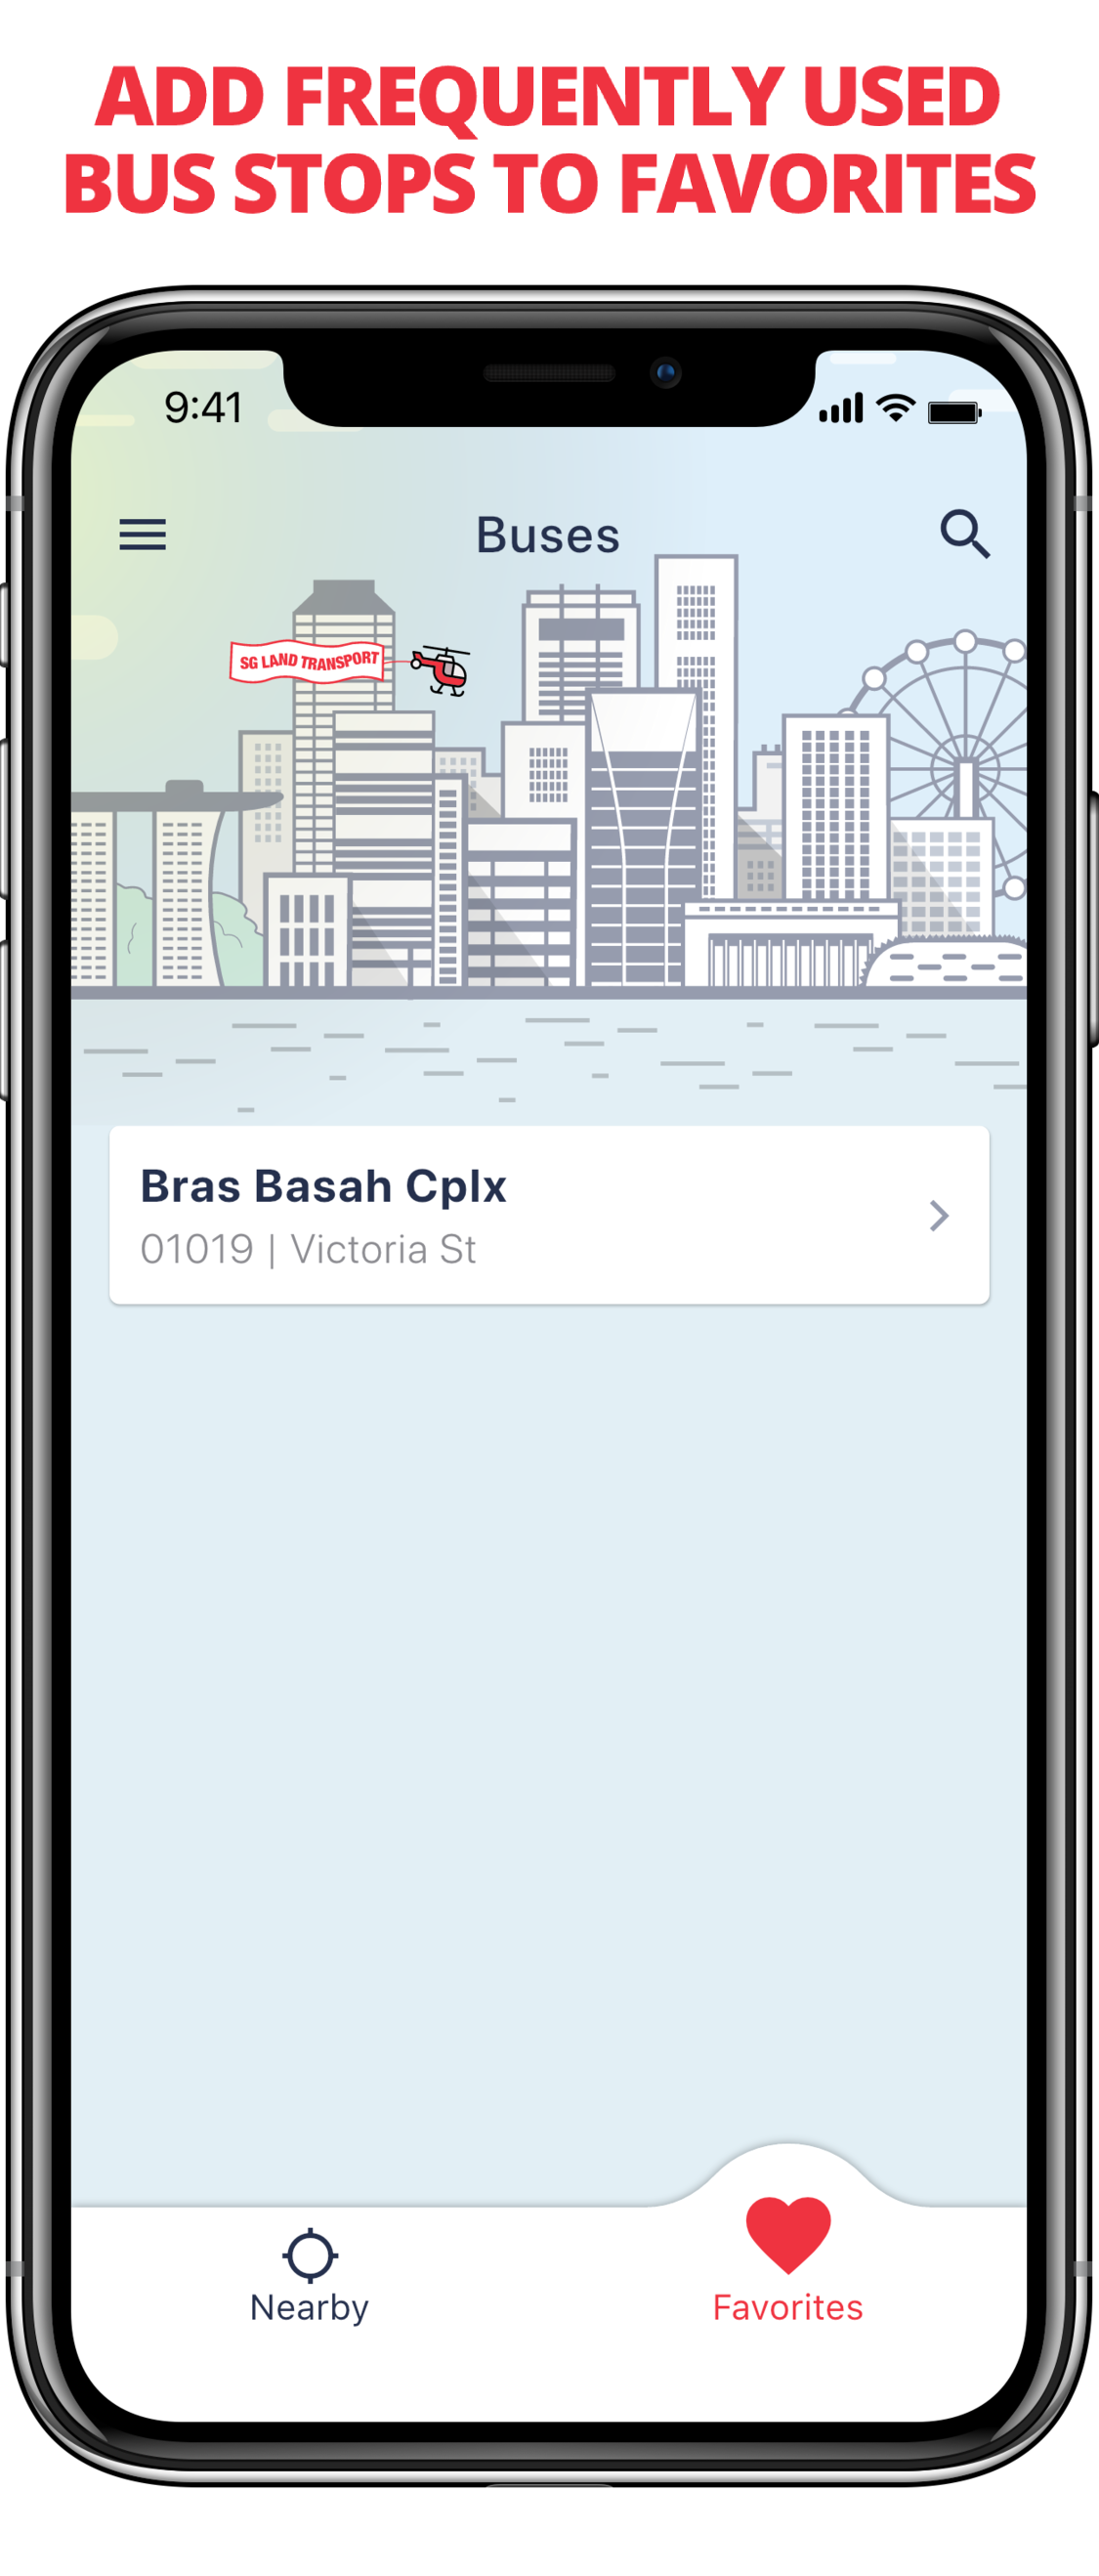 ADD FREQUENTLY USED
BUS STOPS TO FAVORITES
9:41
Buses
SG LAND TRANSPORT
Bras Basah Cplx
01019 | Victoria St
Nearby
Favorites